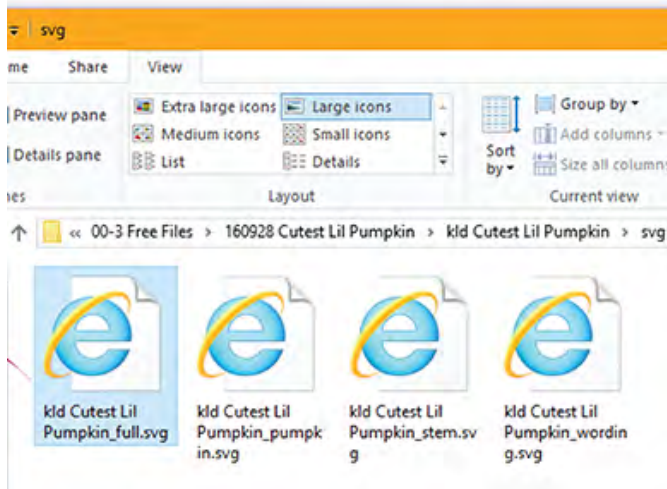 svg
me Share View
Preview pane
Details pane
Extra large icons
Large icons
Medium icons
Small icons
List
Details
Sort by
Group by
Add columns
Size all column
es
Layout
Current view
« 00-3 Free Files > 160928 Cutest Lil Pumpkin > kld Cutest Lil Pumpkin > svg
kld Cutest Lil
Pumpkin_full.svg
kld Cutest Lil
Pumpkin_pumpk
in.svg
kld Cutest Lil
Pumpkin_stem.sv
g
kld Cutest Lil
Pumpkin_wordin
g.svg